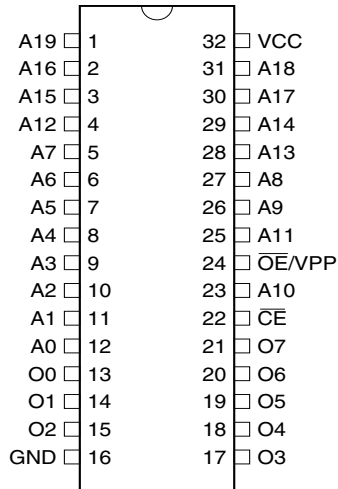 A19 1 32 VCC
A16 2 31 A18
A15 3 30 A17
A12 4 29 A14
A7 5 28 A13
A6 6 27 A8
A5 7 26 A9
A4 8 25 A11
A3 9 24 O̅E̅/VPP
A2 10 23 A10
A1 11 22 C̅E̅
A0 12 21 O7
O0 13 20 O6
O1 14 19 O5
O2 15 18 O4
GND 16 17 O3